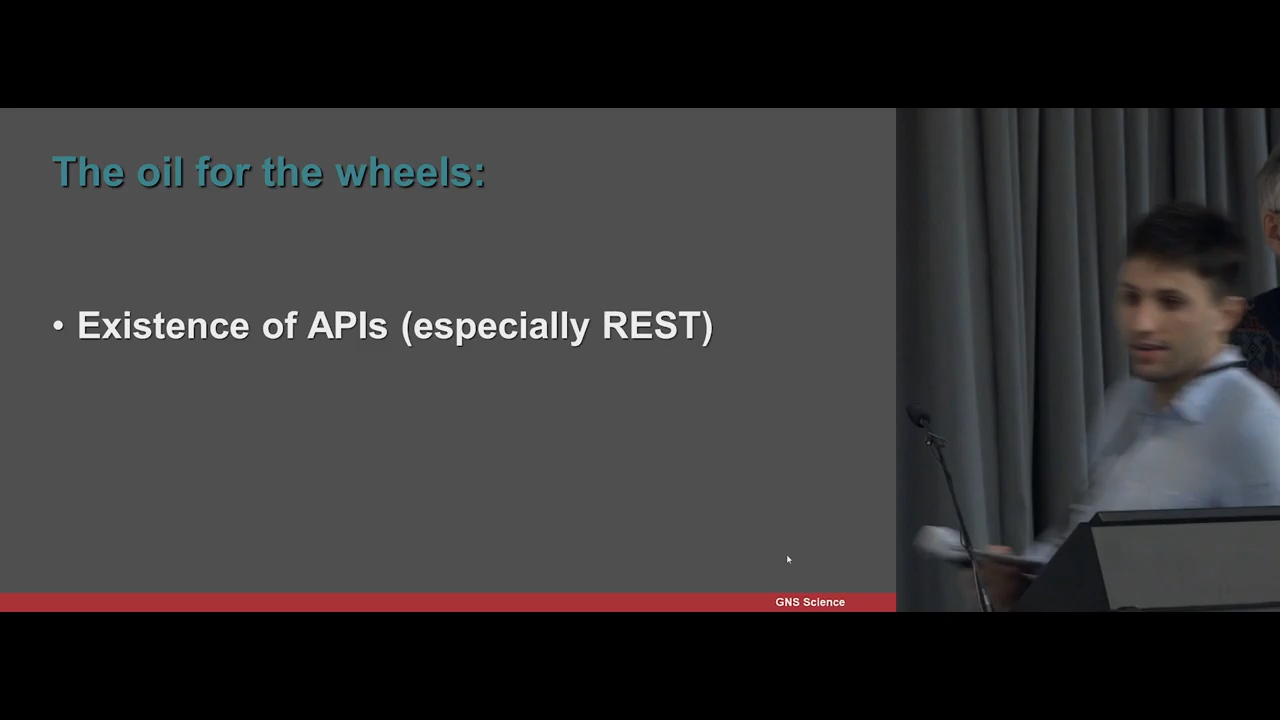 The oil for the wheels:
• Existence of APIs (especially REST)
GNS Science